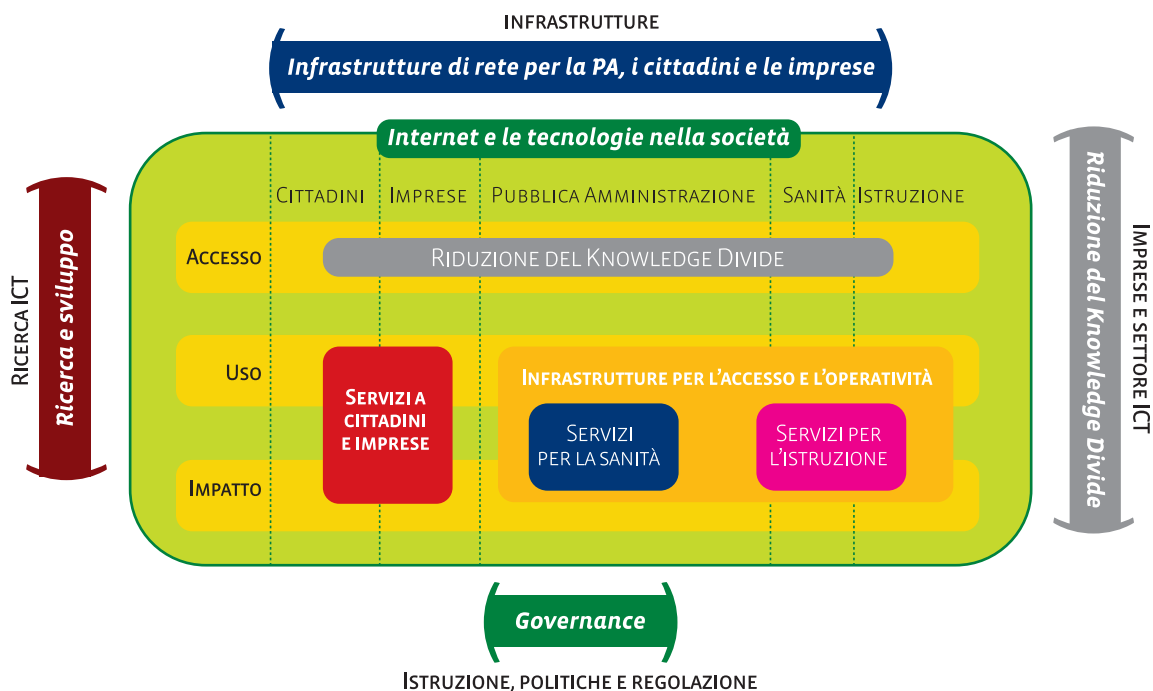 INFRASTRUTTURE
Infrastrutture di rete per la PA, i cittadini e le imprese
Internet e le tecnologie nella società
CITTADINI IMPRESE PUBBLICA AMMINISTRAZIONE SANITÀ ISTRUZIONE
ACCESSO
RIDUZIONE DEL KNOWLEDGE DIVIDE
USO
SERVIZI A
CITTADINI
E IMPRESE
INFRASTRUTTURE PER L'ACCESSO E L'OPERATIVITÀ
SERVIZI
PER LA SANITÀ
SERVIZI PER
L'ISTRUZIONE
IMPATTO
RICERCA ICT
Ricerca e sviluppo
Riduzione del Knowledge Divide
IMPRESE E SETTORE ICT
Governance
ISTRUZIONE, POLITICHE E REGOLAZIONE